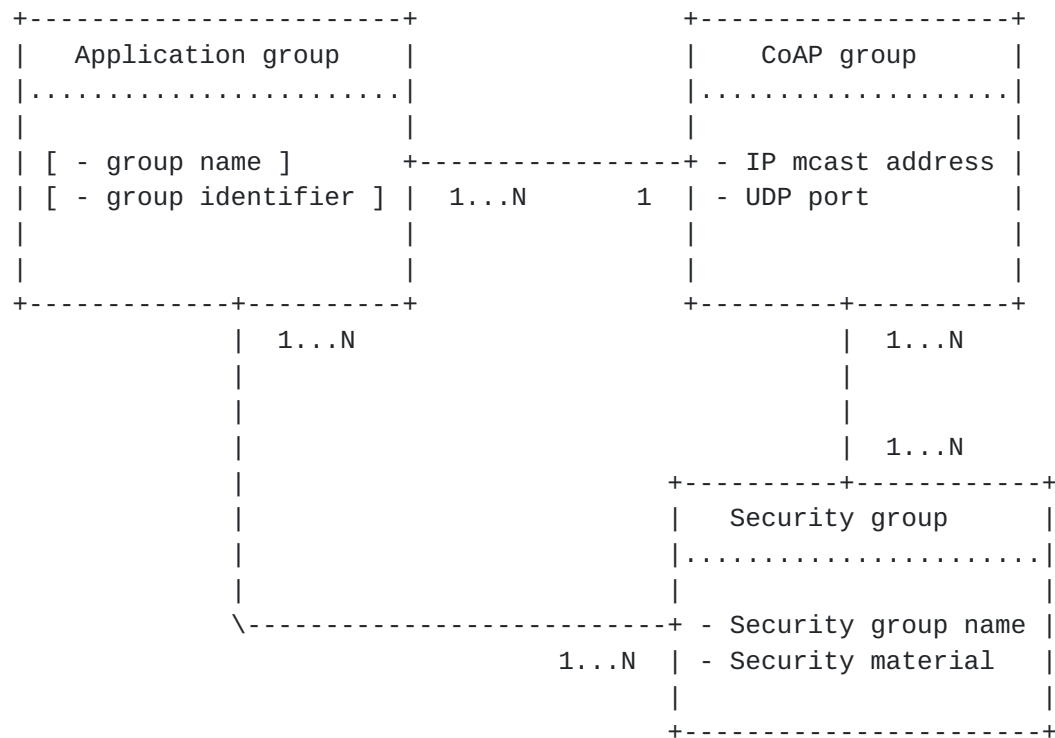 +------------------------+                 +--------------------+
|   Application group    |                 |    CoAP group      |
|........................|                 |....................|
|                        |                 |                    |
| [ - group name ]       +-----------------+ - IP mcast address |
| [ - group identifier ] |  1...N       1  | - UDP port         |
|                        |                 |                    |
|                        |                 |                    |
+-------------+----------+                 +---------+----------+
              |  1...N                               |  1...N
              |                                      |
              |                                      |
              |                                      |  1...N
              |                           +----------+------------+
              |                           |   Security group      |
              |                           |.......................|
              |                           |                       |
              \---------------------------+ - Security group name |
                                   1...N  | - Security material   |
                                          |                       |
                                          +-----------------------+